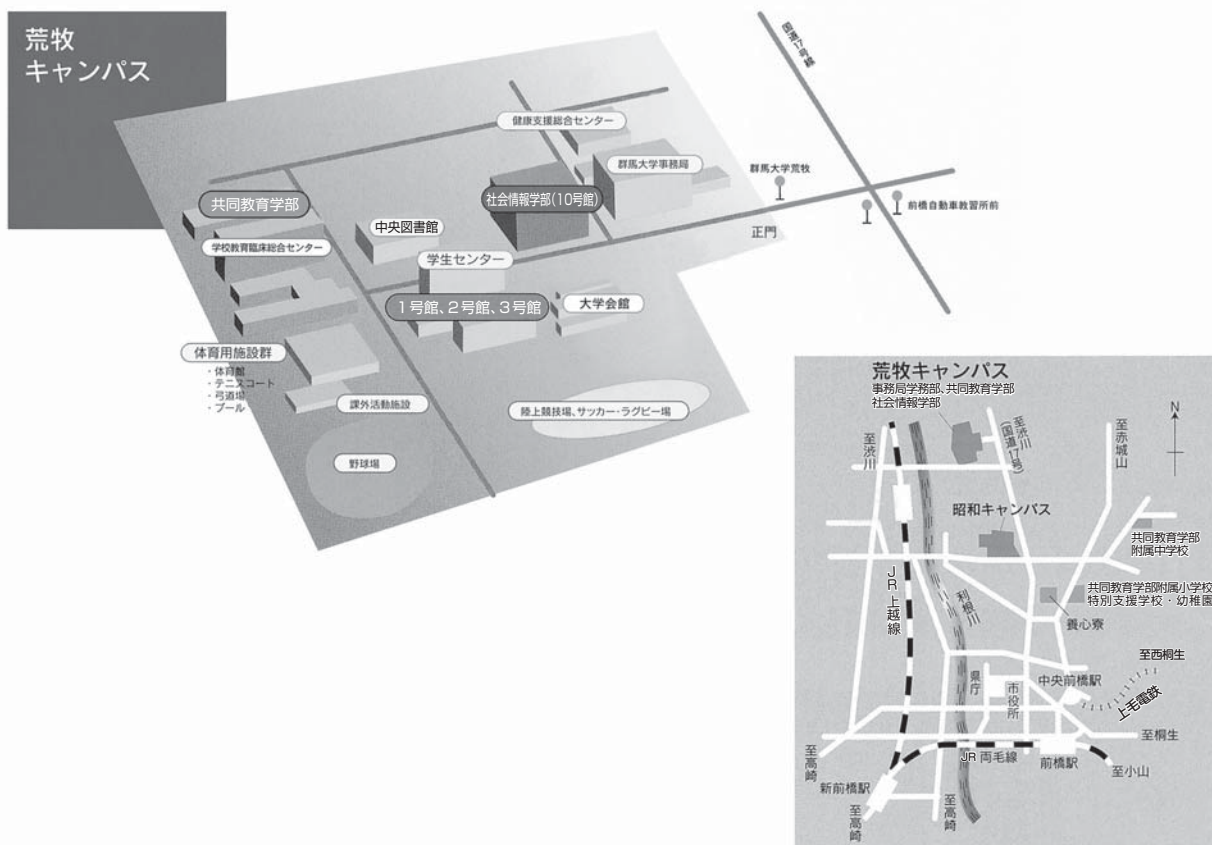 荒牧
キャンパス
国道17号線
健康支援総合センター
群馬大学事務局
群馬大学荒牧
社会情報学部(10号館)
前橋自動車教習所前
共同教育学部
中央図書館
正門
学校教育臨床総合センター
学生センター
1号館、2号館、3号館
大学会館
体育用施設群
・体育館
・テニスコート
・弓道場
・プール
課外活動施設
陸上競技場、サッカー・ラグビー場
野球場
荒牧キャンパス
事務局学務部、共同教育学部
社会情報学部
N
至渋川
至渋川
(国道17号)
至赤城山
昭和キャンパス
共同教育学部
附属中学校
JR上越線
利根川
共同教育学部附属小学校
特別支援学校・幼稚園
養心寮
至西桐生
中央前橋駅
県庁
市役所
上毛電鉄
至桐生
至高崎
JR両毛線
前橋駅
至小山
新前橋駅
至高崎
至高崎